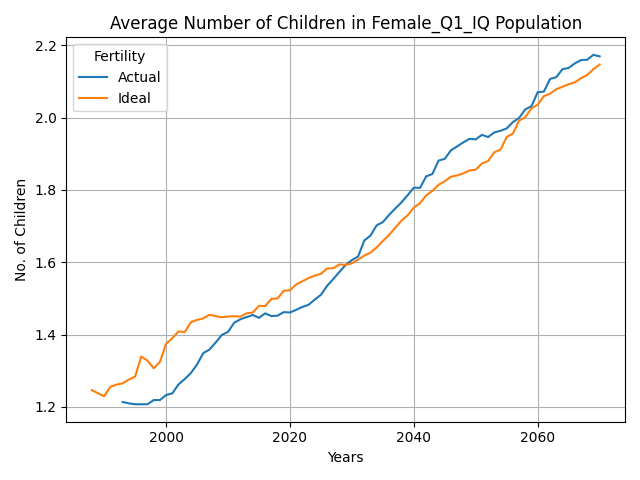 Average Number of Children in Female_Q1_IQ Population
Fertility
Actual
Ideal
No. of Children
2.2
2.0
1.8
1.6
1.4
1.2
2000
2020
2040
2060
Years